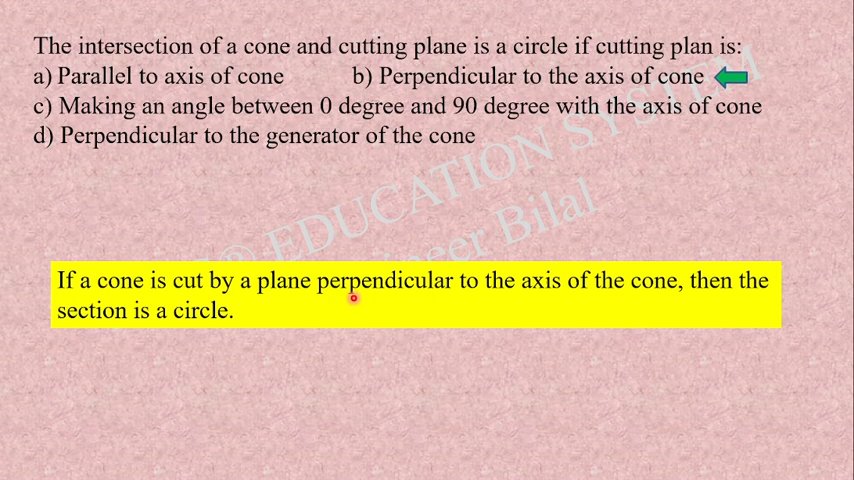 The intersection of a cone and cutting plane is a circle if cutting plan is:
a) Parallel to axis of cone b) Perpendicular to the axis of cone
c) Making an angle between 0 degree and 90 degree with the axis of cone
d) Perpendicular to the generator of the cone
® EDUCATION SYSTEM
Bilal
If a cone is cut by a plane perpendicular to the axis of the cone, then the
section is a circle.